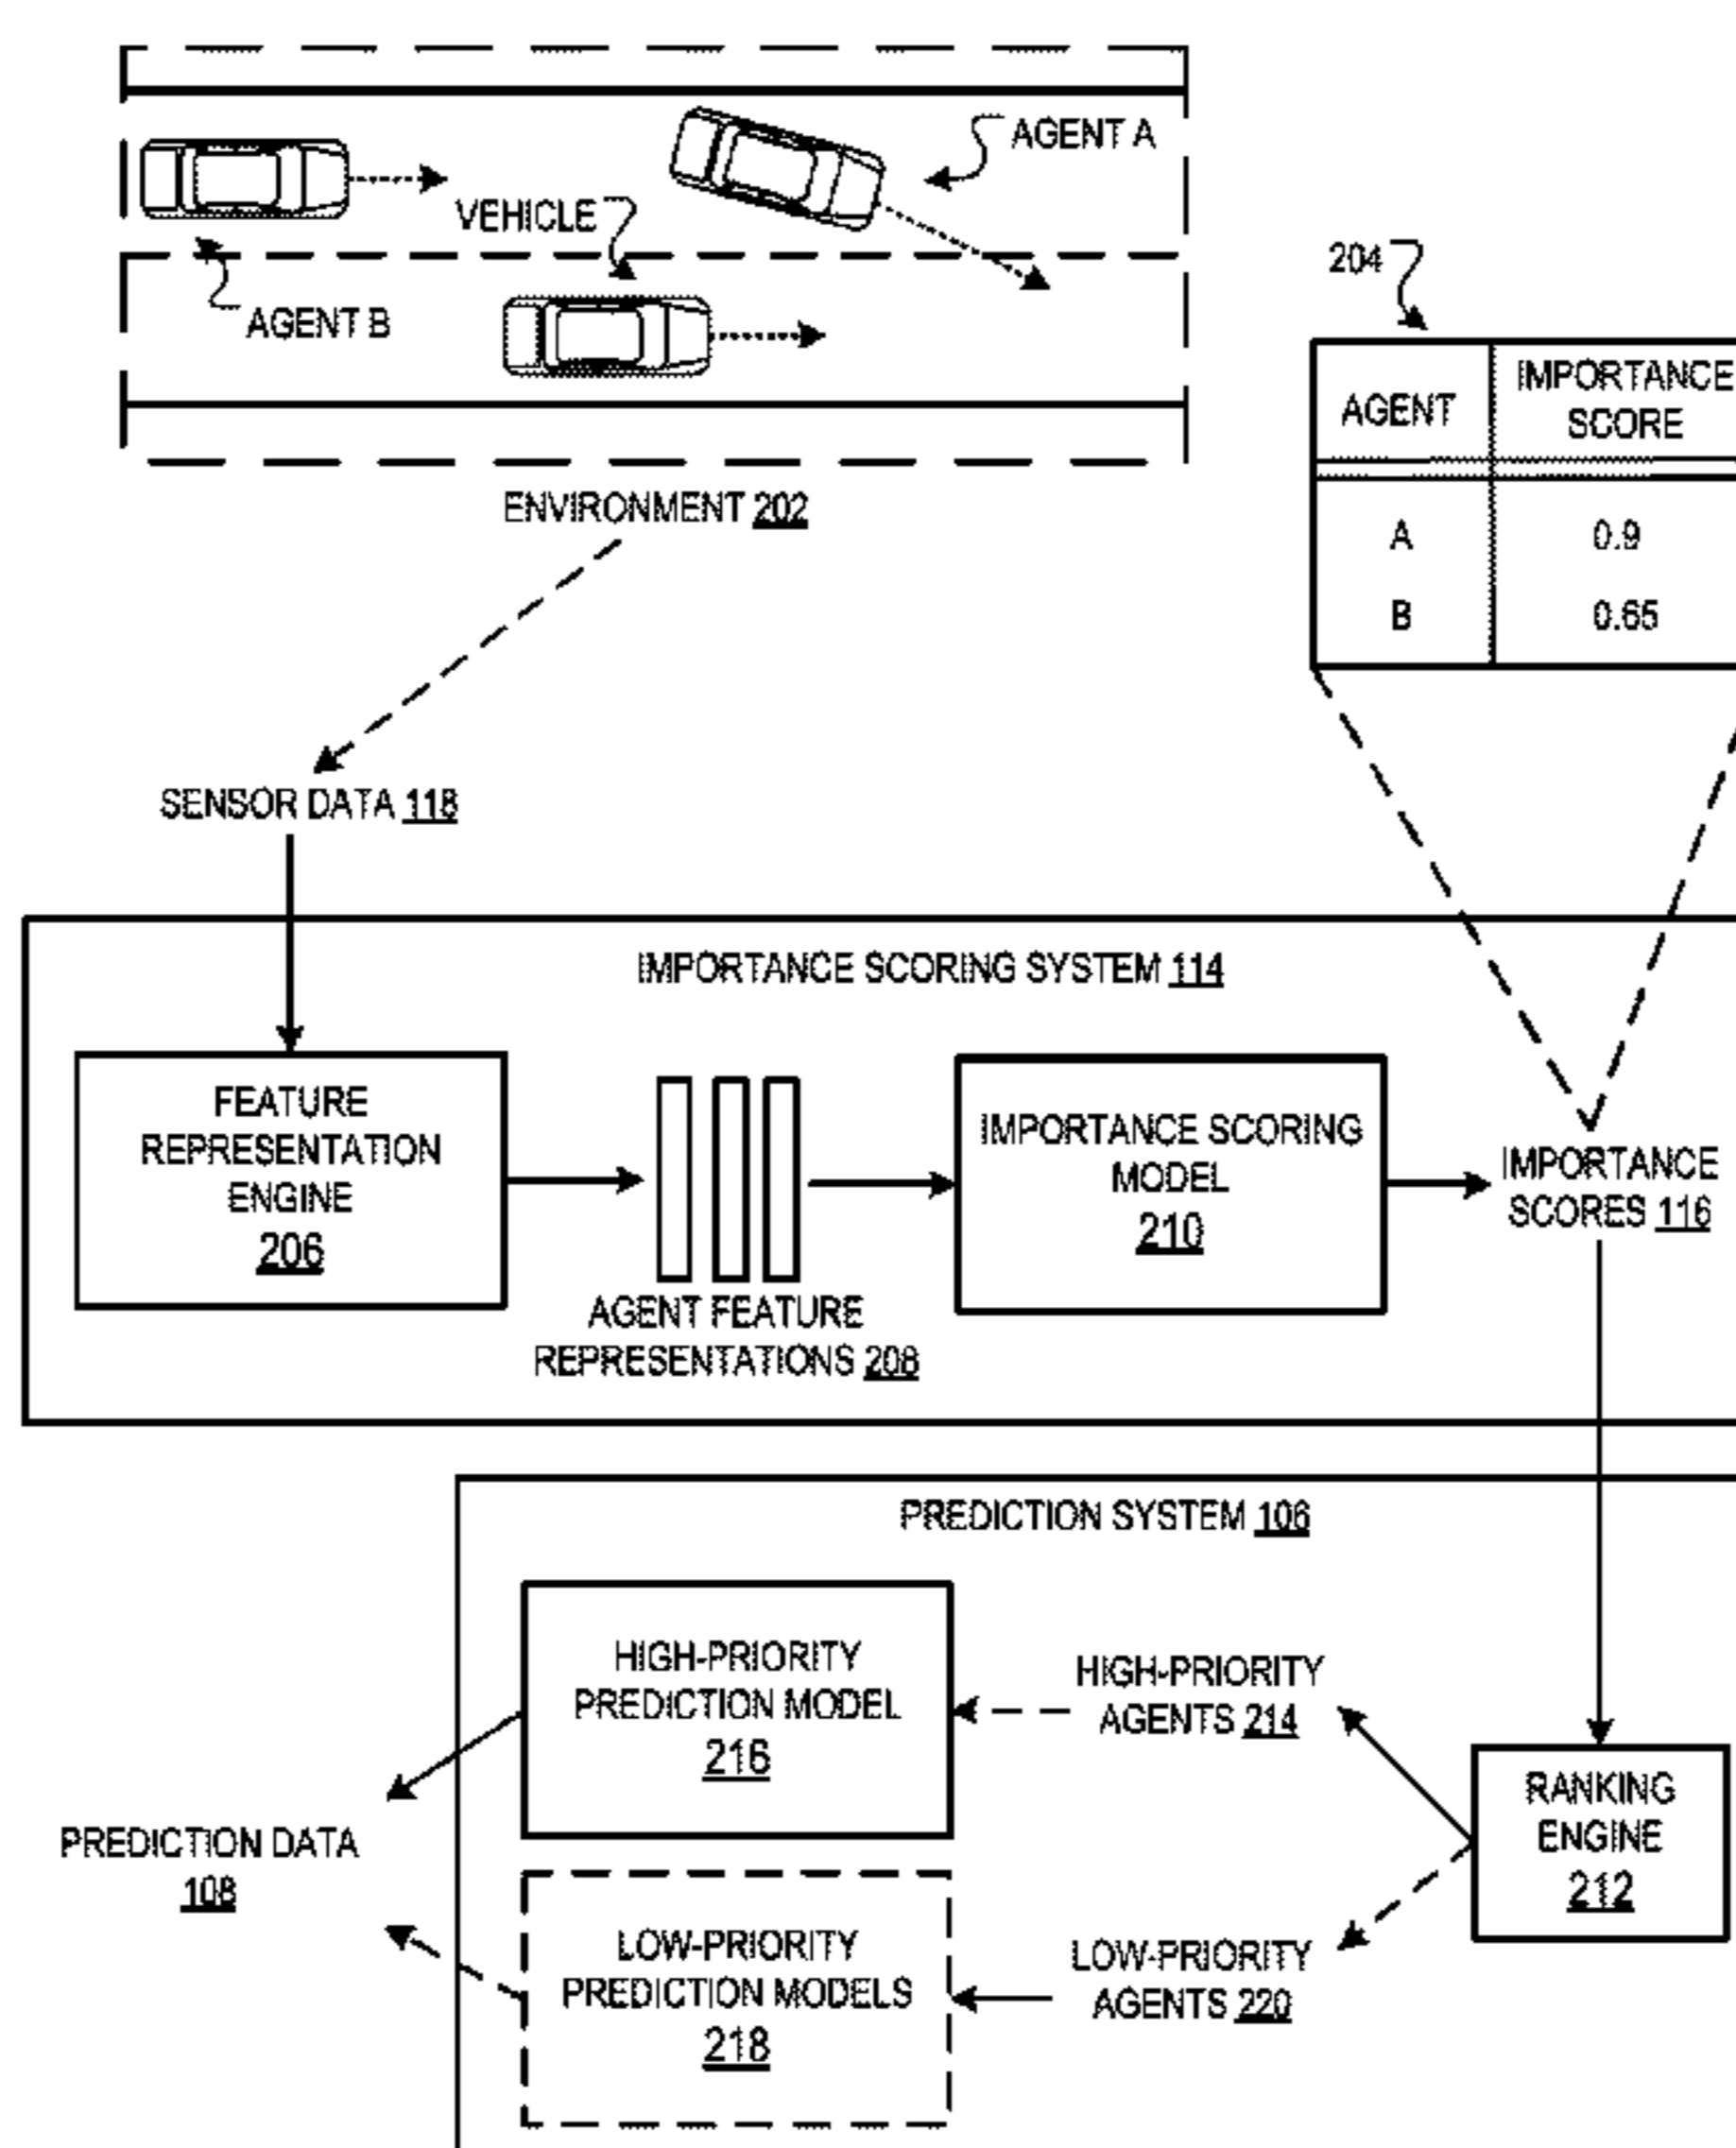 AGENT A
VEHICLE
AGENT B
204
AGENT IMPORTANCE
SCORE
A 0.9
B 0.65
ENVIRONMENT 202
SENSOR DATA 118
IMPORTANCE SCORING SYSTEM 114
FEATURE
REPRESENTATION
ENGINE
206
AGENT FEATURE
REPRESENTATIONS 208
IMPORTANCE SCORING
MODEL
210
IMPORTANCE
SCORES 116
PREDICTION SYSTEM 106
HIGH-PRIORITY
PREDICTION MODEL
216
HIGH-PRIORITY
AGENTS 214
RANKING
ENGINE
212
PREDICTION DATA
108
LOW-PRIORITY
PREDICTION MODELS
218
LOW-PRIORITY
AGENTS 220